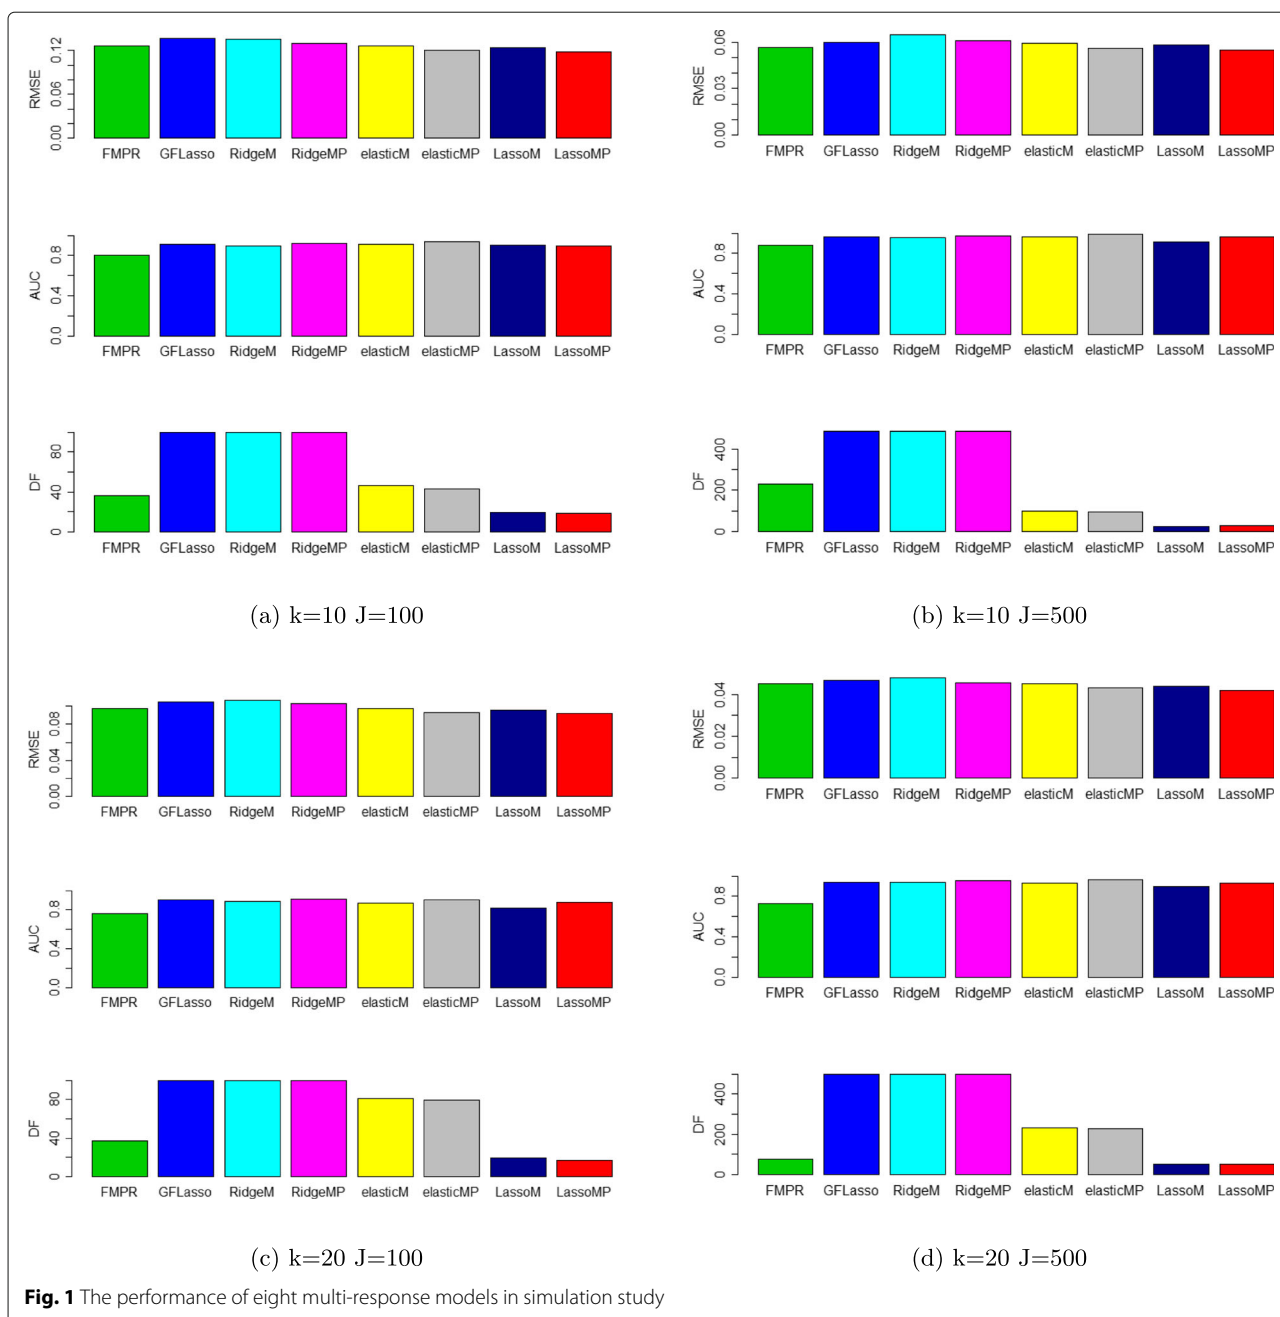 RMSE
0.00 0.06 0.12
FMPR GFLasso RidgeM RidgeMP elasticM elasticMP LassoM LassoMP
AUC
0.0 0.4 0.8
FMPR GFLasso RidgeM RidgeMP elasticM elasticMP LassoM LassoMP
DF
0 40 80
FMPR GFLasso RidgeM RidgeMP elasticM elasticMP LassoM LassoMP
(a) k=10 J=100
RMSE
0.00 0.03 0.06
FMPR GFLasso RidgeM RidgeMP elasticM elasticMP LassoM LassoMP
AUC
0.0 0.4 0.8
FMPR GFLasso RidgeM RidgeMP elasticM elasticMP LassoM LassoMP
DF
0 200 400
FMPR GFLasso RidgeM RidgeMP elasticM elasticMP LassoM LassoMP
(b) k=10 J=500
RMSE
0.00 0.04 0.08
FMPR GFLasso RidgeM RidgeMP elasticM elasticMP LassoM LassoMP
AUC
0.0 0.4 0.8
FMPR GFLasso RidgeM RidgeMP elasticM elasticMP LassoM LassoMP
DF
0 40 80
FMPR GFLasso RidgeM RidgeMP elasticM elasticMP LassoM LassoMP
(c) k=20 J=100
RMSE
0.00 0.02 0.04
FMPR GFLasso RidgeM RidgeMP elasticM elasticMP LassoM LassoMP
AUC
0.0 0.4 0.8
FMPR GFLasso RidgeM RidgeMP elasticM elasticMP LassoM LassoMP
DF
0 200 400
FMPR GFLasso RidgeM RidgeMP elasticM elasticMP LassoM LassoMP
(d) k=20 J=500
Fig. 1 The performance of eight multi-response models in simulation study